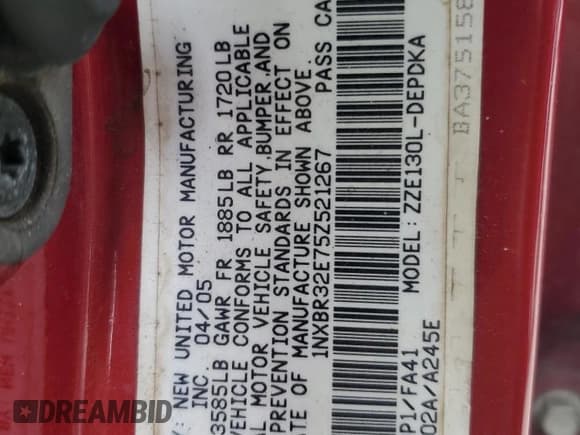 Y: NEW UNITED MOTOR MANUFACTURING
INC. 04/05
3585LB GAWR FR 1885LB RR 1720LB
VEHICLE CONFORMS TO ALL APPLICABLE
L MOTOR VEHICLE SAFETY,BUMPER,AND
PREVENTION STANDARDS IN EFFECT ON
TE OF MANUFACTURE SHOWN ABOVE.
1NXBR32E75Z521267 PASS CA
MODEL: ZZE130L-DEPDKA
P1/FA41
02A/A245E
BA375158
DREAMBID